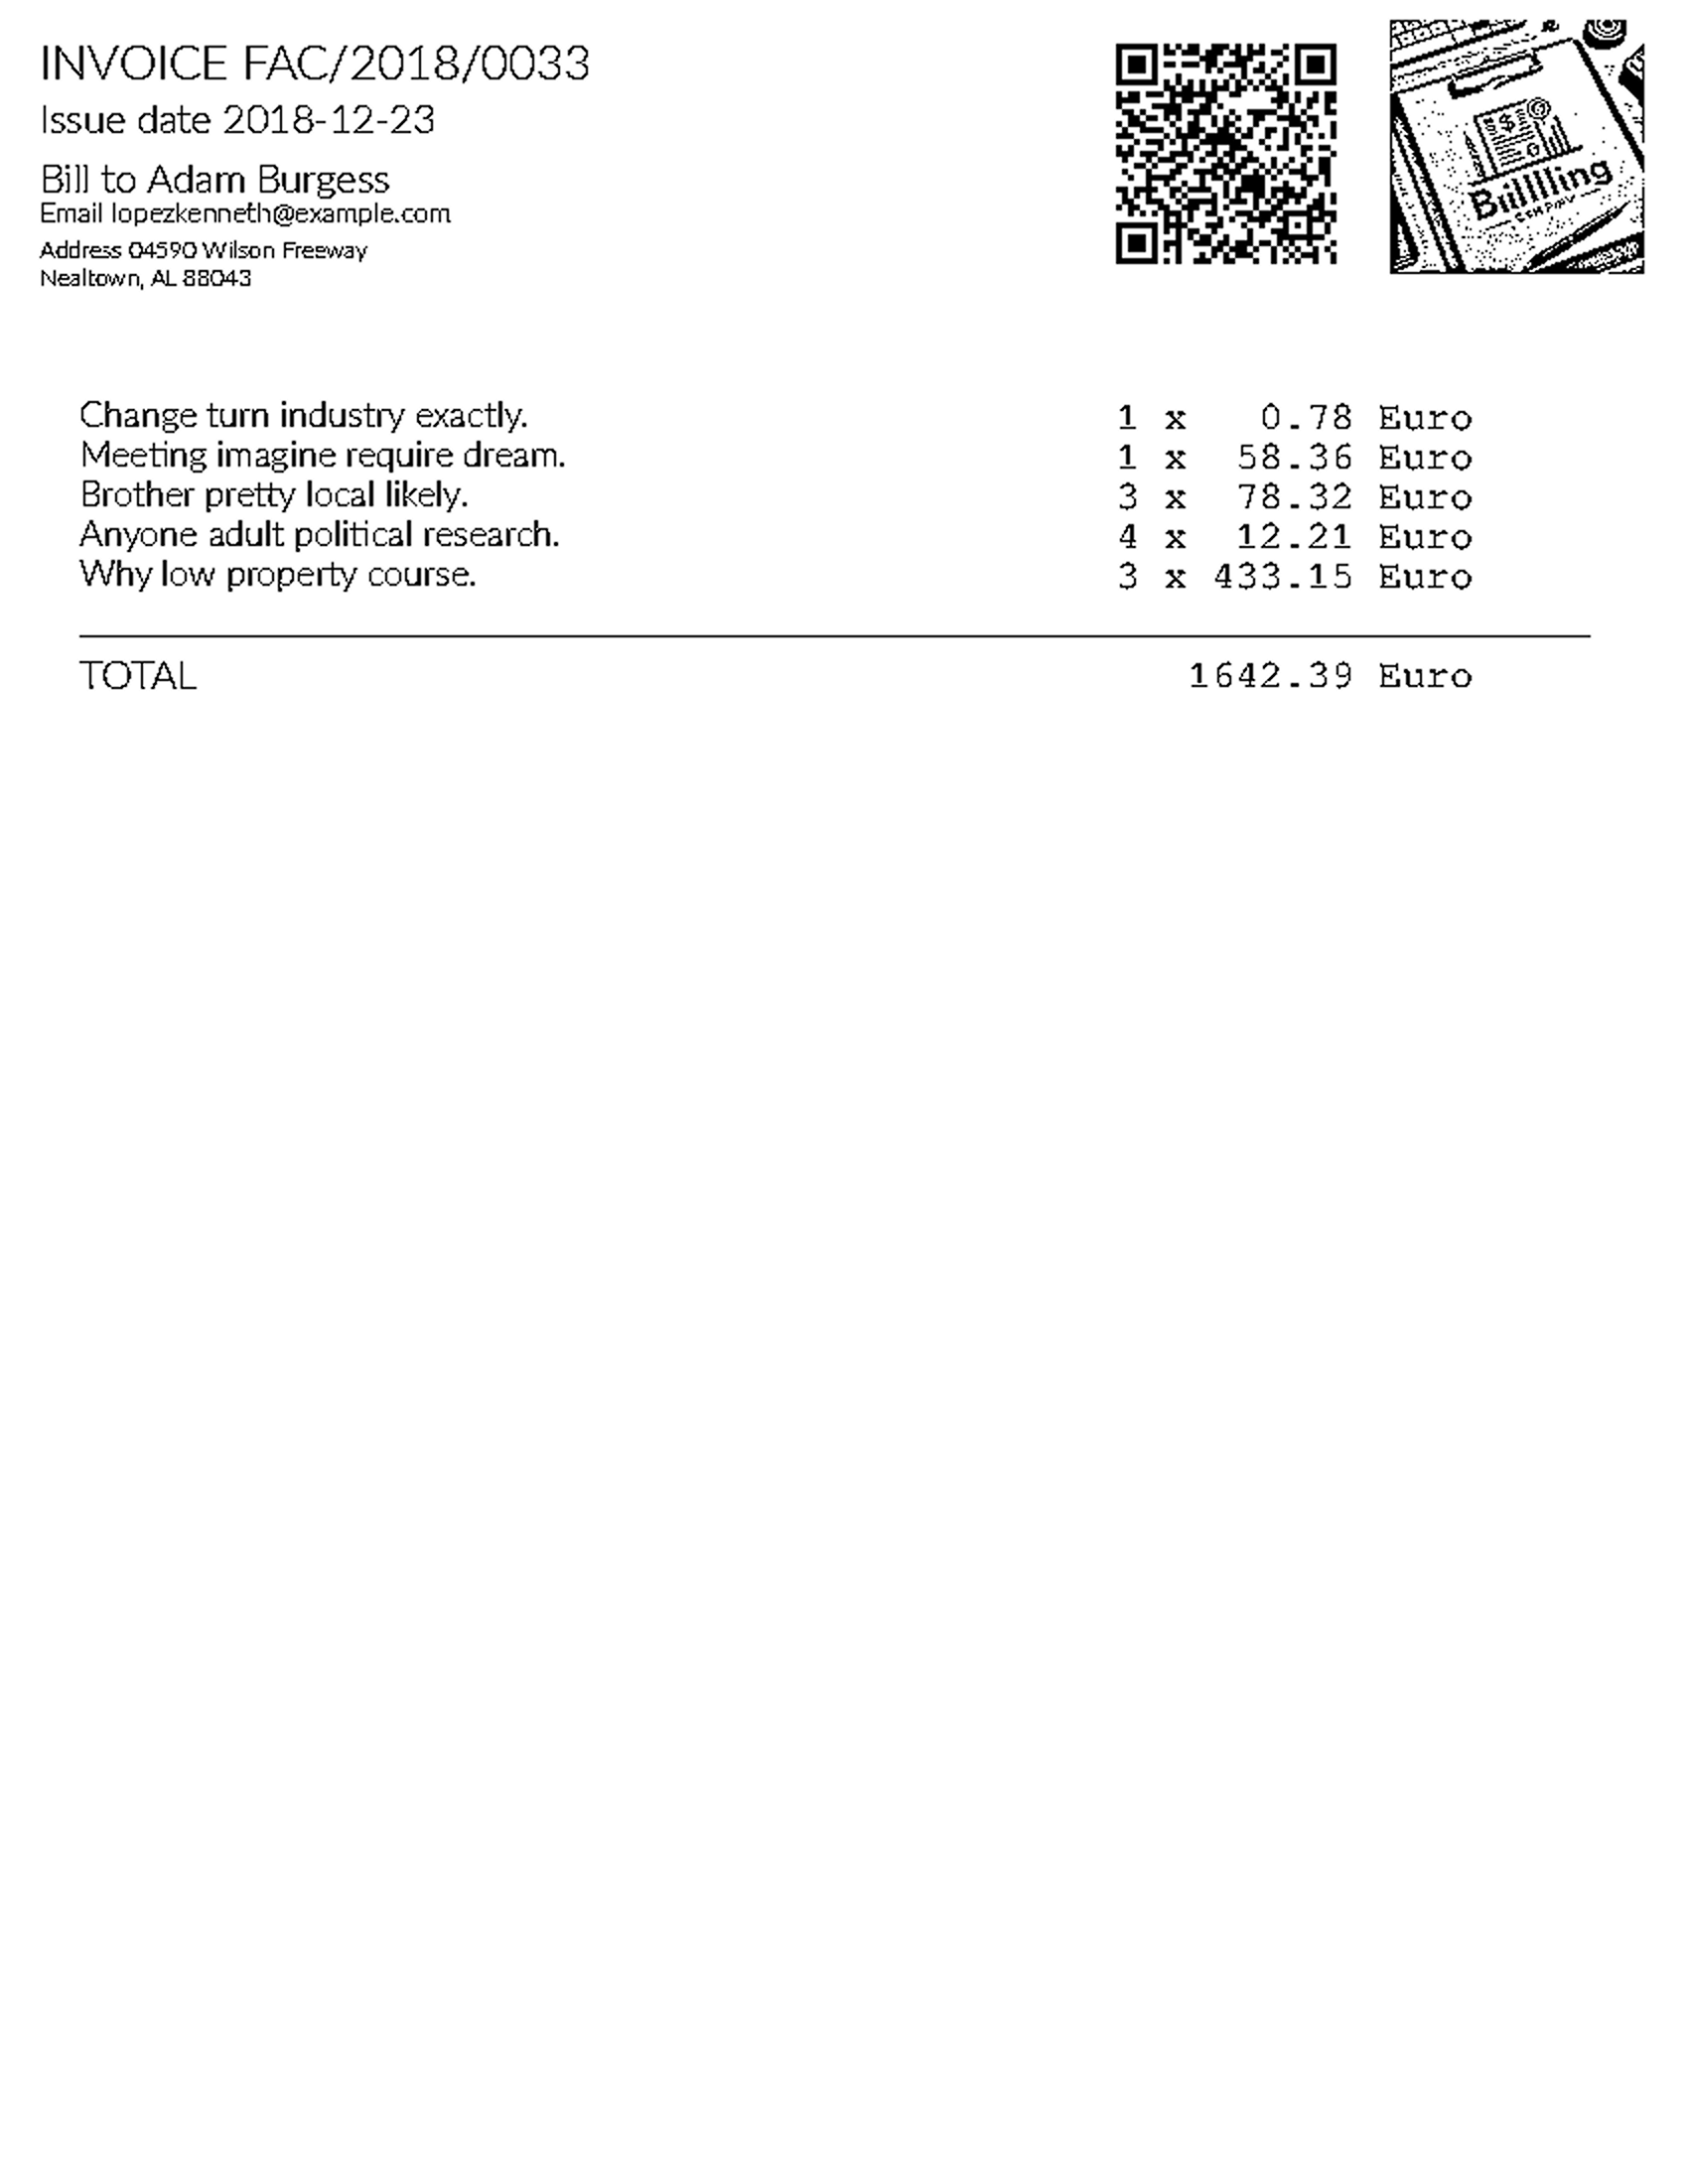 INVOICE FAC/2018/0033
Issue date 2018-12-23
Bill to Adam Burgess
Email lopezkenneth@example.com
Address 04590 Wilson Freeway
Nealtown, AL 88043
Billlling
Change turn industry exactly. 1 x 0.78 Euro
Meeting imagine require dream. 1 x 58.36 Euro
Brother pretty local likely. 3 x 78.32 Euro
Anyone adult political research. 4 x 12.21 Euro
Why low property course. 3 x 433.15 Euro
TOTAL 1642.39 Euro